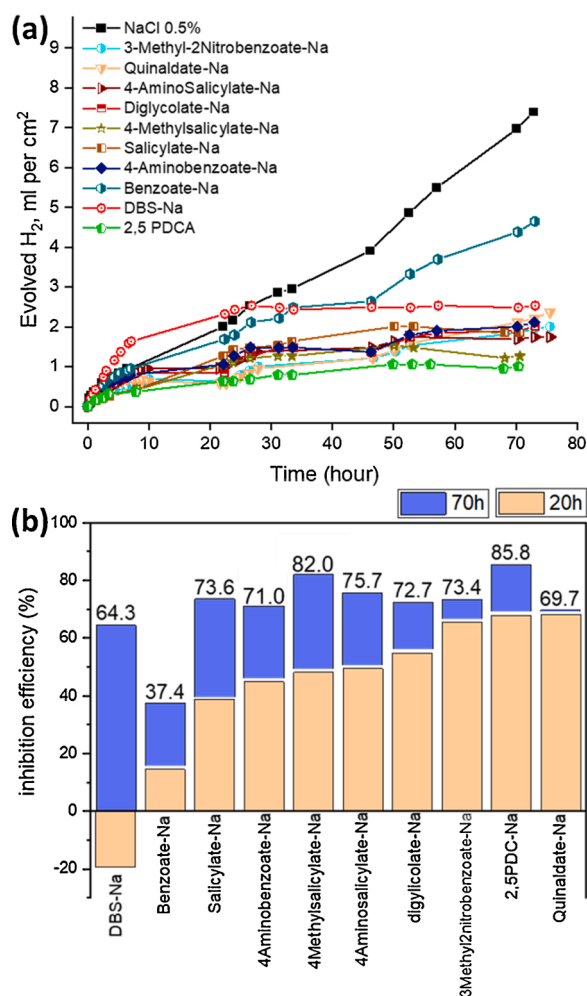 (a)
NaCl 0.5%
3-Methyl-2Nitrobenzoate-Na
Quinaldate-Na
4-AminoSalicylate-Na
Diglycolate-Na
4-Methylsalicylate-Na
Salicylate-Na
4-Aminobenzoate-Na
Benzoate-Na
DBS-Na
2,5 PDCA
9
8
7
6
5
4
3
2
1
0
Evolved H2, ml per cm2
0 10 20 30 40 50 60 70 80
Time (hour)
(b)
70h 20h
100
80
60
40
20
0
-20
inhibition efficiency (%)
64.3
37.4
73.6
71.0
82.0
75.7
72.7
73.4
85.8
69.7
DBS-Na
Benzoate-Na
Salicylate-Na
4Aminobenzoate-Na
4Methylsalicylate-Na
4Aminosalicylate-Na
digylicolate-Na
3Methyl2nitrobenzoate-Na
2,5PDC-Na
Quinaldate-Na